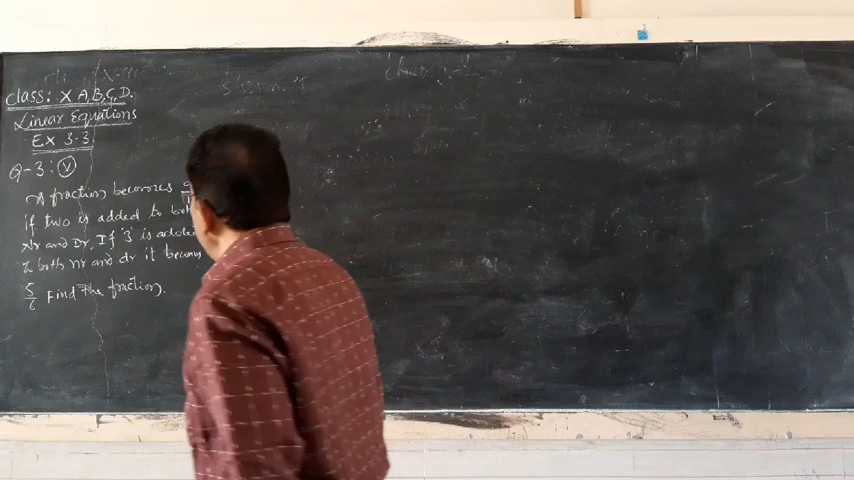 class: X A,B,C,D.
Linear Equations
Ex 3.3
Q-3: (v)
A fraction becomes 9
if two is added to both
Nr and Dr, If '3' is added
to both nr and dr it becomes
5/6 Find the fraction.